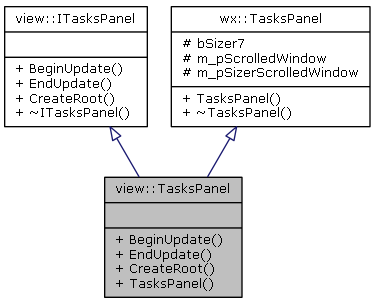 view::ITasksPanel
+ BeginUpdate()
+ EndUpdate()
+ CreateRoot()
+ ~ITasksPanel()
wx::TasksPanel
# bSizer7
# m_pScrolledWindow
# m_pSizerScrolledWindow
+ TasksPanel()
+ ~TasksPanel()
view::TasksPanel
+ BeginUpdate()
+ EndUpdate()
+ CreateRoot()
+ TasksPanel()